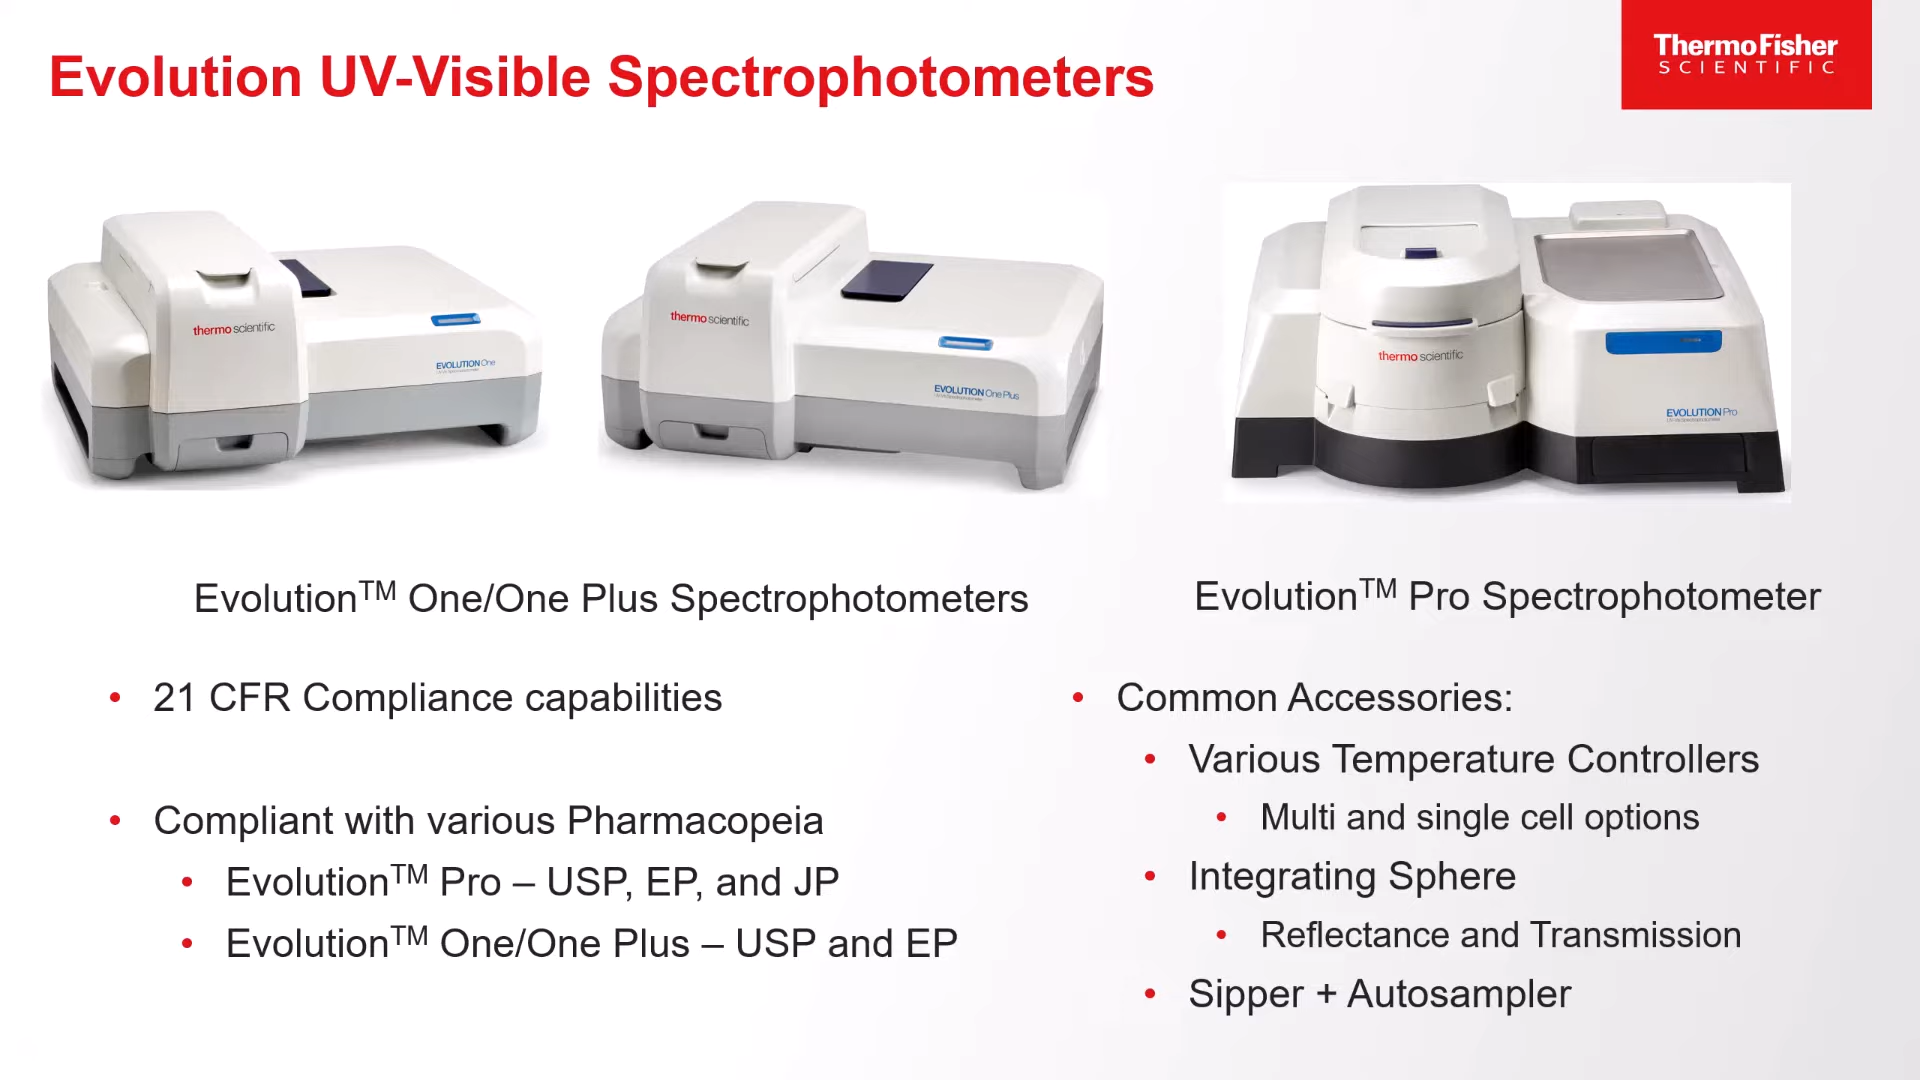 Evolution UV-Visible Spectrophotometers
ThermoFisher
SCIENTIFIC
thermo scientific
EVOLUTION One
thermo scientific
EVOLUTION One Plus
thermo scientific
EVOLUTION Pro
Evolution™ One/One Plus Spectrophotometers
Evolution™ Pro Spectrophotometer
• 21 CFR Compliance capabilities
• Compliant with various Pharmacopeia
• Evolution™ Pro – USP, EP, and JP
• Evolution™ One/One Plus – USP and EP
• Common Accessories:
• Various Temperature Controllers
• Multi and single cell options
• Integrating Sphere
• Reflectance and Transmission
• Sipper + Autosampler